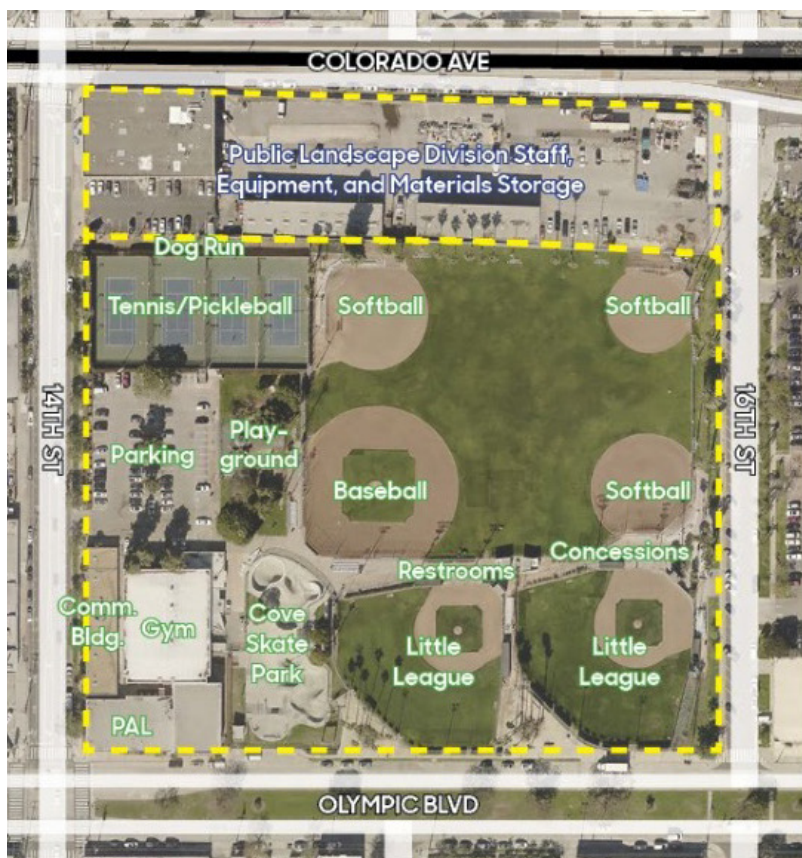 COLORADO AVE
Public Landscape Division Staff,
Equipment, and Materials Storage
Dog Run
Tennis/Pickleball
Softball
Softball
14TH ST
16TH ST
Parking
Play-
ground
Baseball
Softball
Restrooms
Concessions
Comm.
Bldg.
Gym
Cove
Skate
Park
Little
League
Little
League
PAL
OLYMPIC BLVD